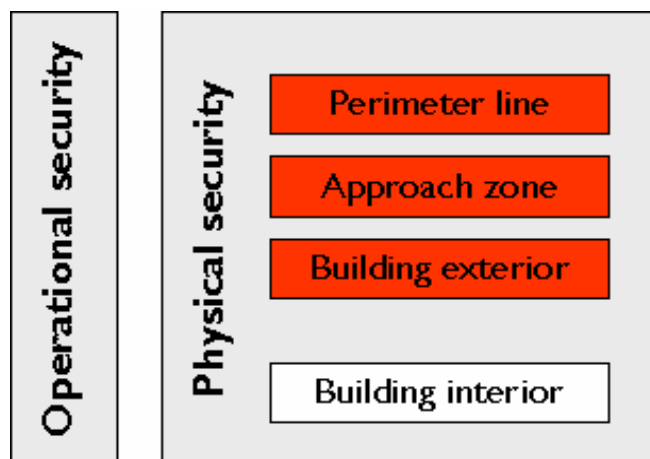 Operational security
Physical security
Perimeter line
Approach zone
Building exterior
Building interior